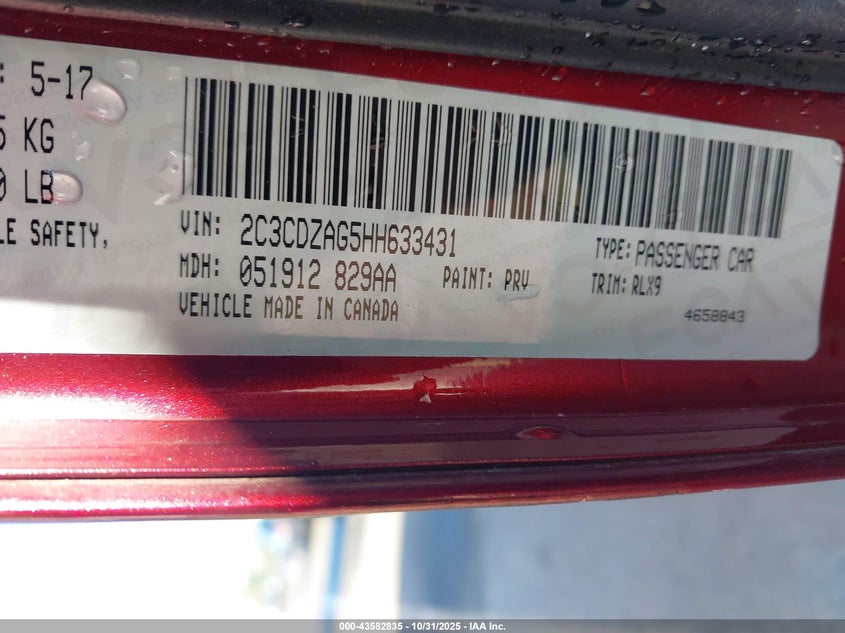 : 5-17
5 KG
0 LB
LE SAFETY,
VIN: 2C3CDZAG5HH633431
MDH: 051912 829AA
PAINT: PRV
VEHICLE MADE IN CANADA
TYPE: PASSENGER CAR
TRIM: RLX9
4658843
000-43582835 - 10/31/2025 - IAA Inc.